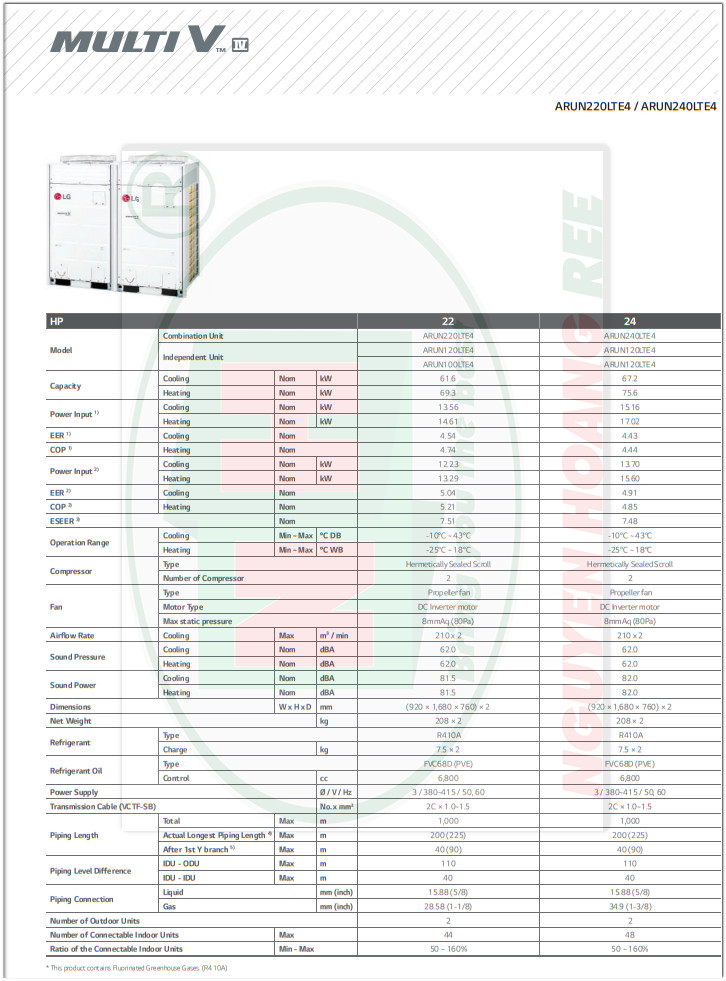 MULTI V™ IV
ARUN220LTE4 / ARUN240LTE4
LG
LG
HP 22 24
Model Combination Unit ARUN220LTE4 ARUN240LTE4
Independent Unit ARUN120LTE4 ARUN120LTE4
ARUN100LTE4 ARUN120LTE4
Capacity Cooling Nom kW 61.6 67.2
Heating Nom kW 69.3 75.6
Power Input 1) Cooling Nom kW 13.56 15.16
Heating Nom kW 14.61 17.02
EER 1) Cooling Nom 4.54 4.43
COP 1) Heating Nom 4.74 4.44
Power Input 2) Cooling Nom kW 12.23 13.70
Heating Nom kW 13.29 15.60
EER 2) Cooling Nom 5.04 4.91
COP 2) Heating Nom 5.21 4.85
ESEER 3) Nom 7.51 7.48
Operation Range Cooling Min ~ Max °C DB -10°C ~ 43°C -10°C ~ 43°C
Heating Min ~ Max °C WB -25°C ~ 18°C -25°C ~ 18°C
Compressor Type Hermetically Sealed Scroll Hermetically Sealed Scroll
Number of Compressor 2 2
Fan Type Propeller fan Propeller fan
Motor Type DC Inverter motor DC Inverter motor
Max static pressure 8mmAq (80Pa) 8mmAq (80Pa)
Airflow Rate Cooling Max m³ / min 210 x 2 210 x 2
Sound Pressure Cooling Nom dBA 62.0 62.0
Heating Nom dBA 62.0 62.0
Sound Power Cooling Nom dBA 81.5 82.0
Heating Nom dBA 81.5 82.0
Dimensions W x H x D mm (920 × 1,680 × 760) × 2 (920 × 1,680 × 760) × 2
Net Weight kg 208 × 2 208 × 2
Refrigerant Type R410A R410A
Charge kg 7.5 × 2 7.5 × 2
Refrigerant Oil Type FVC68D (PVE) FVC68D (PVE)
Control cc 6,800 6,800
Power Supply Ø / V / Hz 3 / 380-415 / 50, 60 3 / 380-415 / 50, 60
Transmission Cable (VCTF-SB) No. x mm² 2C × 1.0~1.5 2C × 1.0~1.5
Piping Length Total Max m 1,000 1,000
Actual Longest Piping Length 4) Max m 200 (225) 200 (225)
After 1st Y branch 5) Max m 40 (90) 40 (90)
Piping Level Difference IDU - ODU Max m 110 110
IDU - IDU Max m 40 40
Piping Connection Liquid mm (inch) 15.88 (5/8) 15.88 (5/8)
Gas mm (inch) 28.58 (1-1/8) 34.9 (1-3/8)
Number of Outdoor Units 2 2
Number of Connectable Indoor Units Max 44 48
Ratio of the Connectable Indoor Units Min - Max 50 ~ 160% 50 ~ 160%
* This product contains Fluorinated Greenhouse Gases. (R410A)
®
NGUYEN HOANG REE